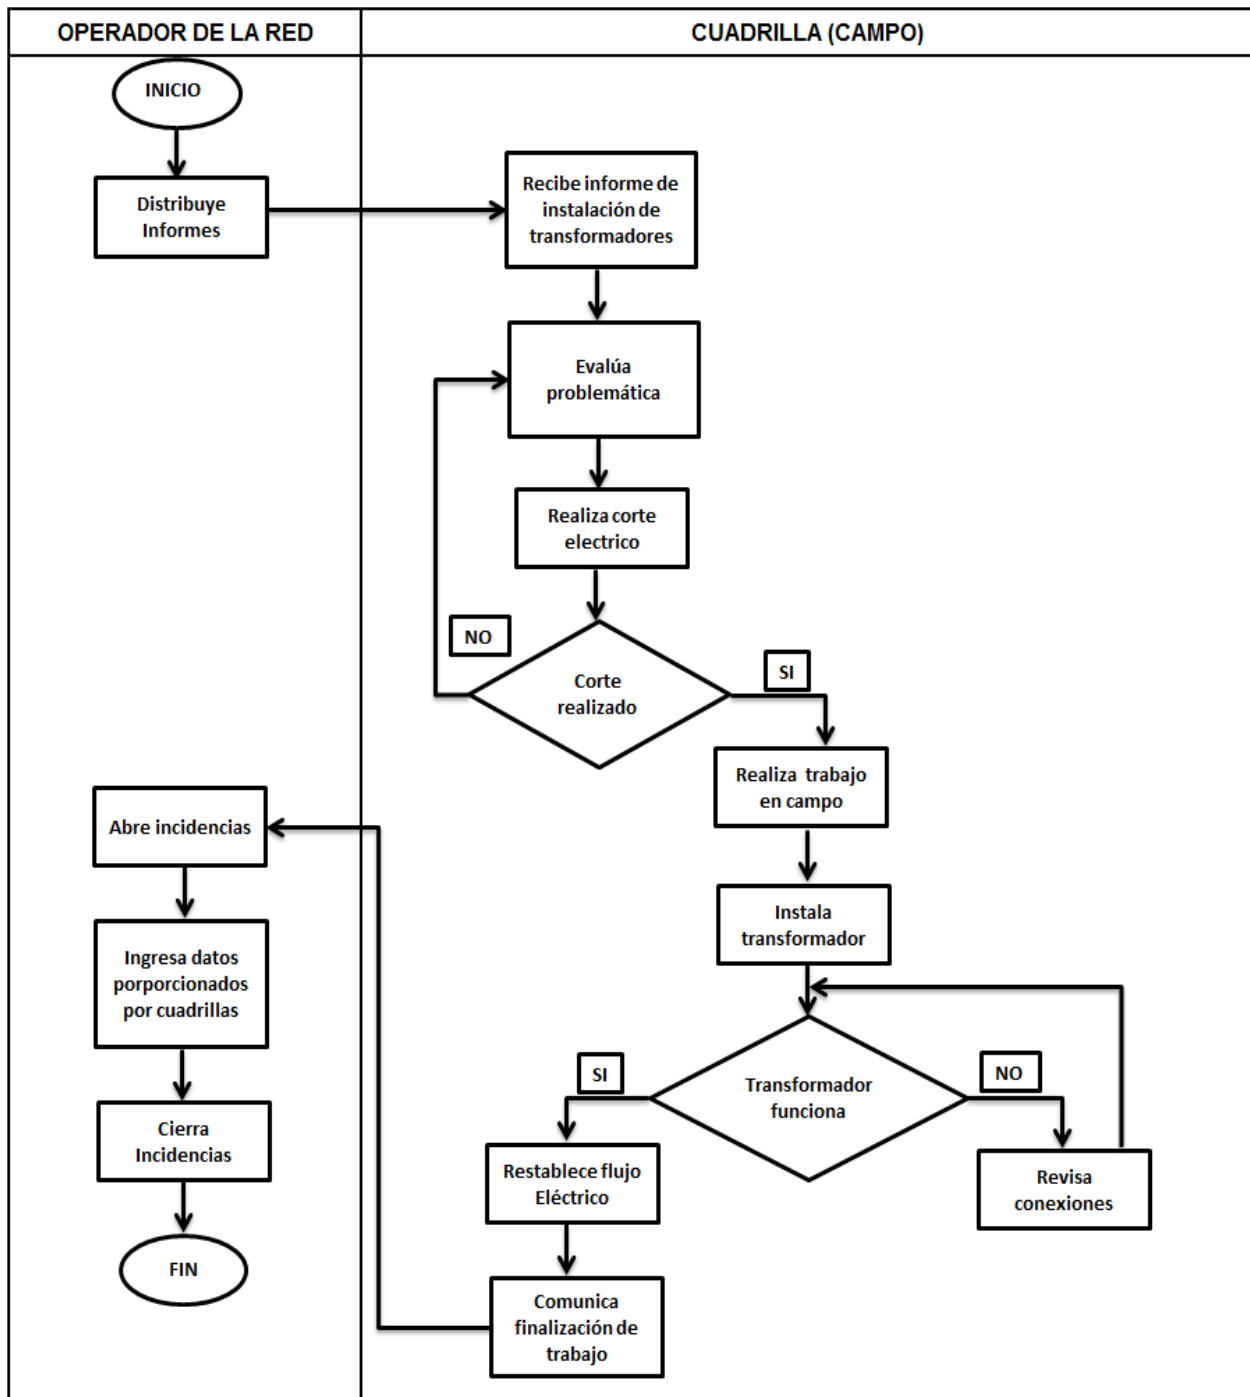 OPERADOR DE LA RED
CUADRILLA (CAMPO)
INICIO
Distribuye
Informes
Recibe informe de
instalación de
transformadores
Evalúa
problemática
Realiza corte
electrico
NO
SI
Corte
realizado
Realiza trabajo
en campo
Abre incidencias
Instala
transformador
Ingresa datos
porporcionados
por cuadrillas
SI
NO
Transformador
funciona
Cierra
Incidencias
Restablece flujo
Eléctrico
Revisa
conexiones
FIN
Comunica
finalización de
trabajo